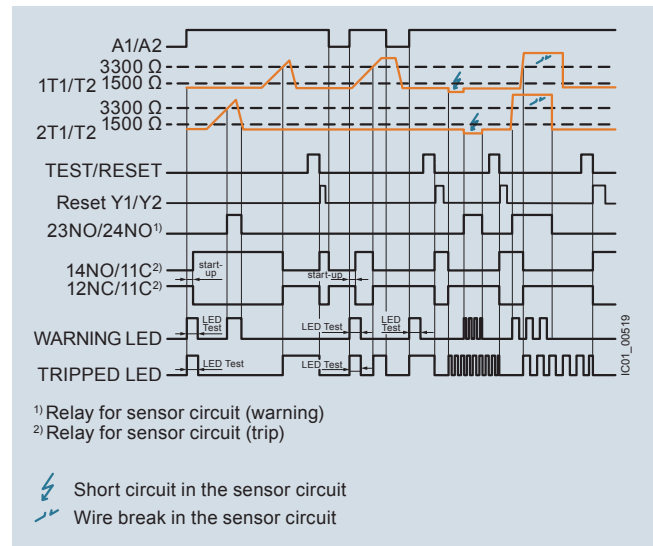 A1/A2
3300 Ω
1T1/T2 1500 Ω
3300 Ω
2T1/T2 1500 Ω
TEST/RESET
Reset Y1/Y2
23NO/24NO1)
14NO/11C2) start-up start-up
12NC/11C2)
WARNING LED LED Test LED Test LED Test
TRIPPED LED LED Test LED Test
IC01_00519
1) Relay for sensor circuit (warning)
2) Relay for sensor circuit (trip)
Short circuit in the sensor circuit
Wire break in the sensor circuit